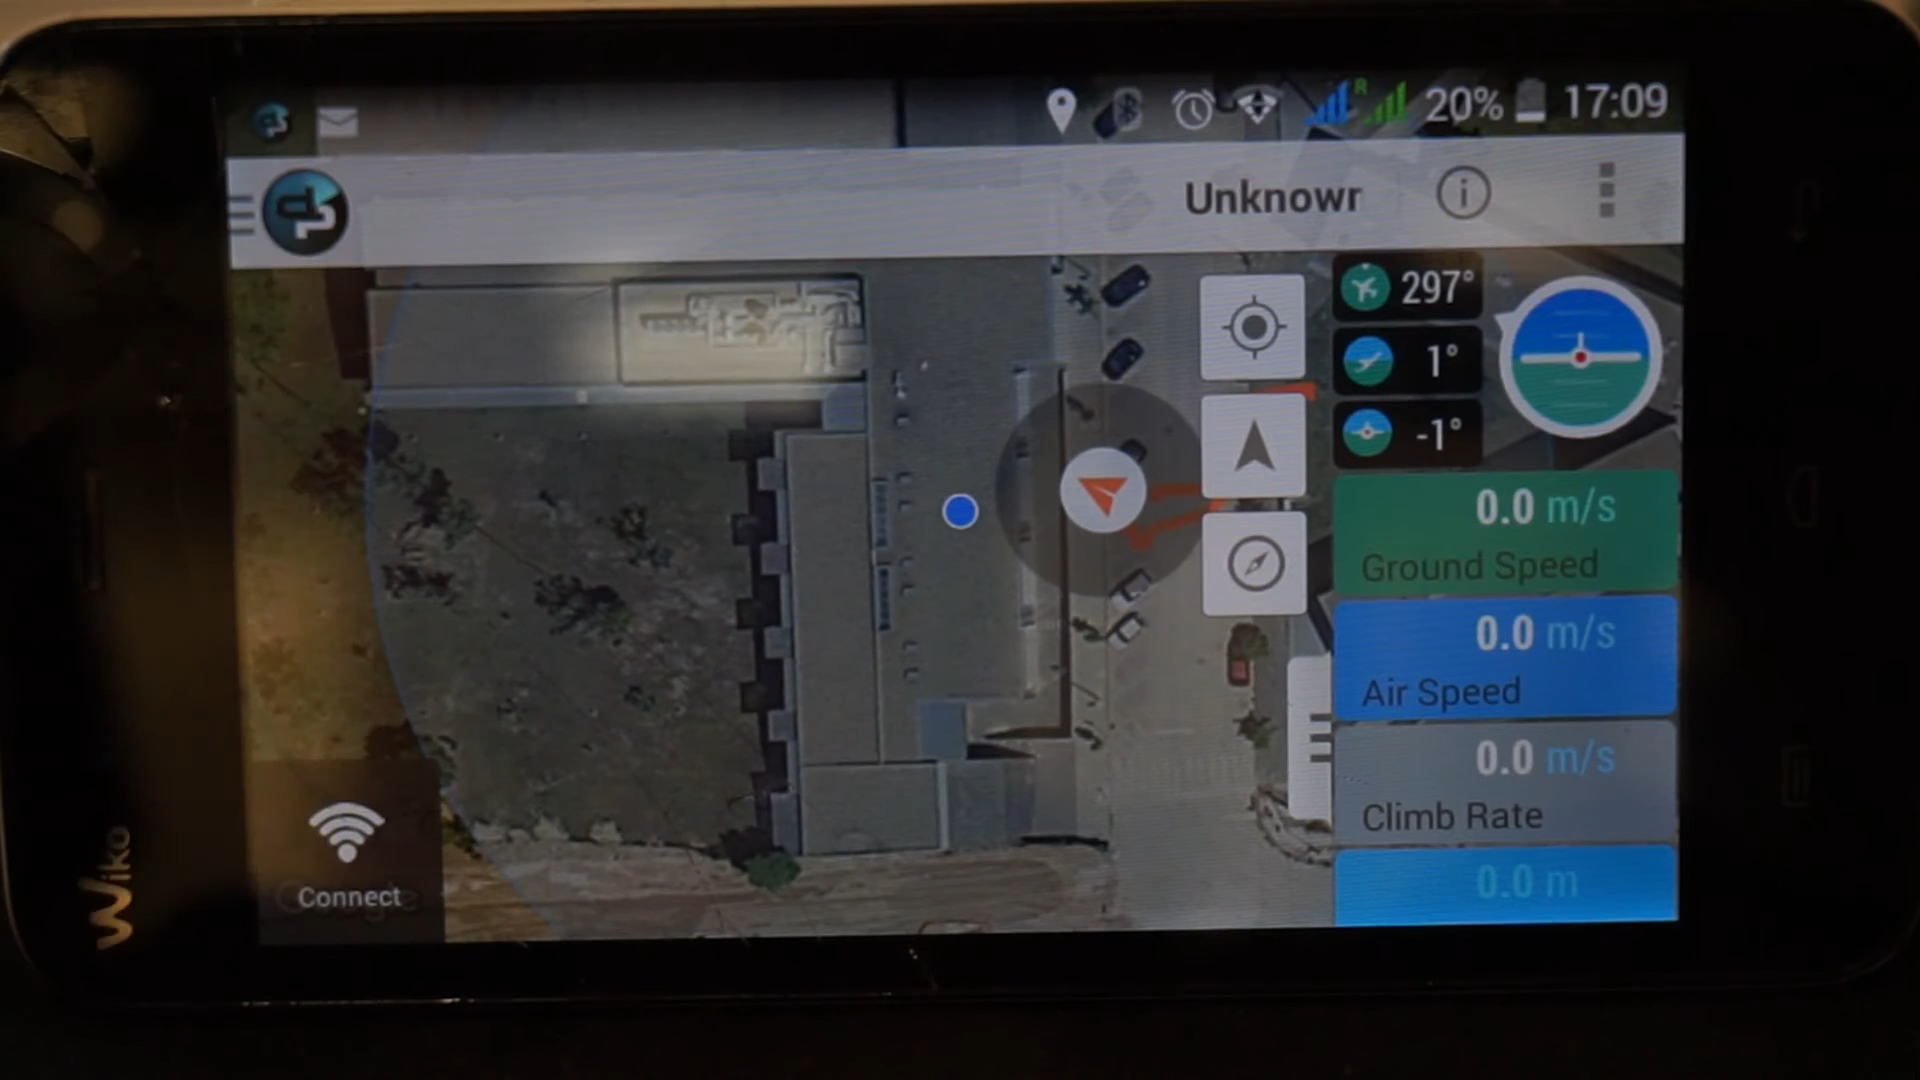 R 20% 17:09
Unknowr
297°
1°
-1°
0.0 m/s
Ground Speed
0.0 m/s
Air Speed
0.0 m/s
Climb Rate
0.0 m
Connect
Google
Wiko